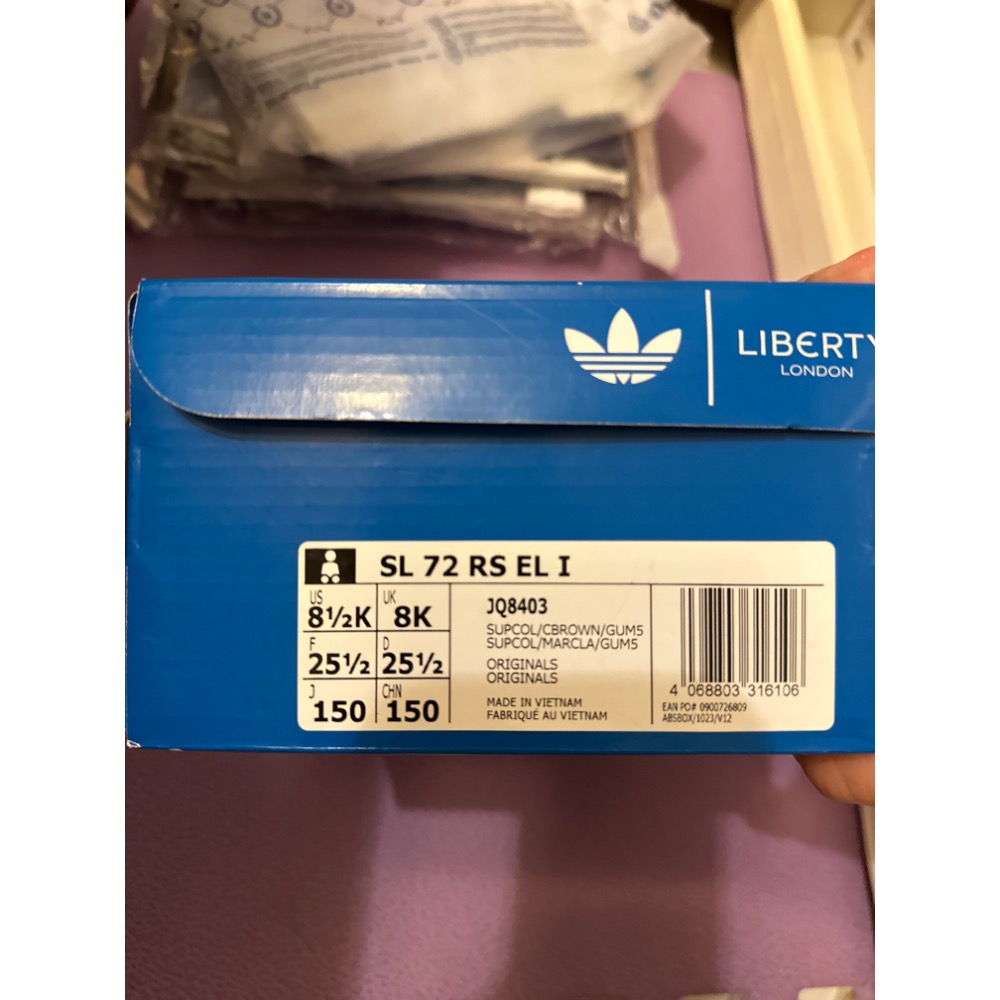 LIBERTY
LONDON
SL 72 RS EL I
US
8½K
UK
8K
F
25½
D
25½
J
150
CHN
150
JQ8403
SUPCOL/CBROWN/GUM5
SUPCOL/MARCLA/GUM5
ORIGINALS
ORIGINALS
MADE IN VIETNAM
FABRIQUÉ AU VIETNAM
4 068803 316106
EAN PO# 0900726809
ABSBOX/1023/V12